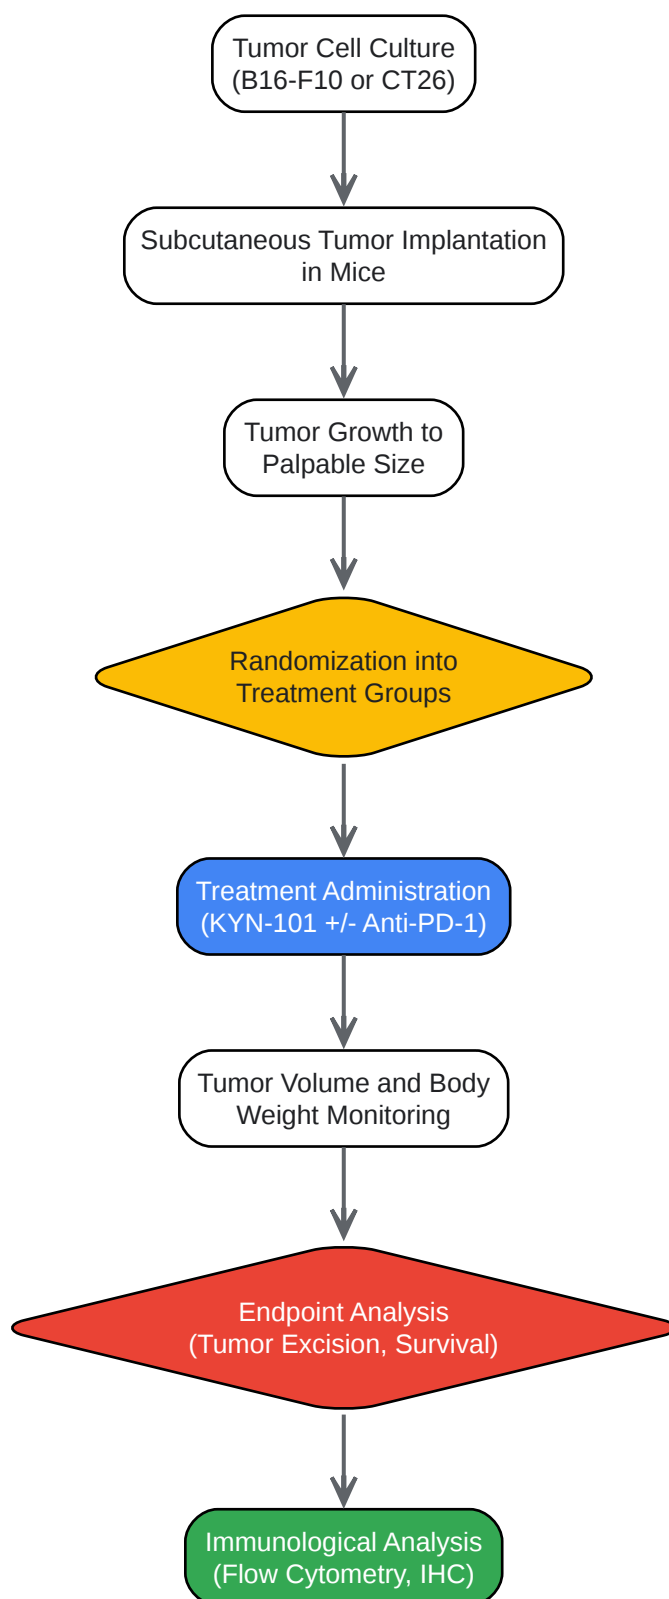 Tumor Cell Culture
(B16-F10 or CT26)
Subcutaneous Tumor Implantation
in Mice
Tumor Growth to
Palpable Size
Randomization into
Treatment Groups
Treatment Administration
(KYN-101 +/- Anti-PD-1)
Tumor Volume and Body
Weight Monitoring
Endpoint Analysis
(Tumor Excision, Survival)
Immunological Analysis
(Flow Cytometry, IHC)